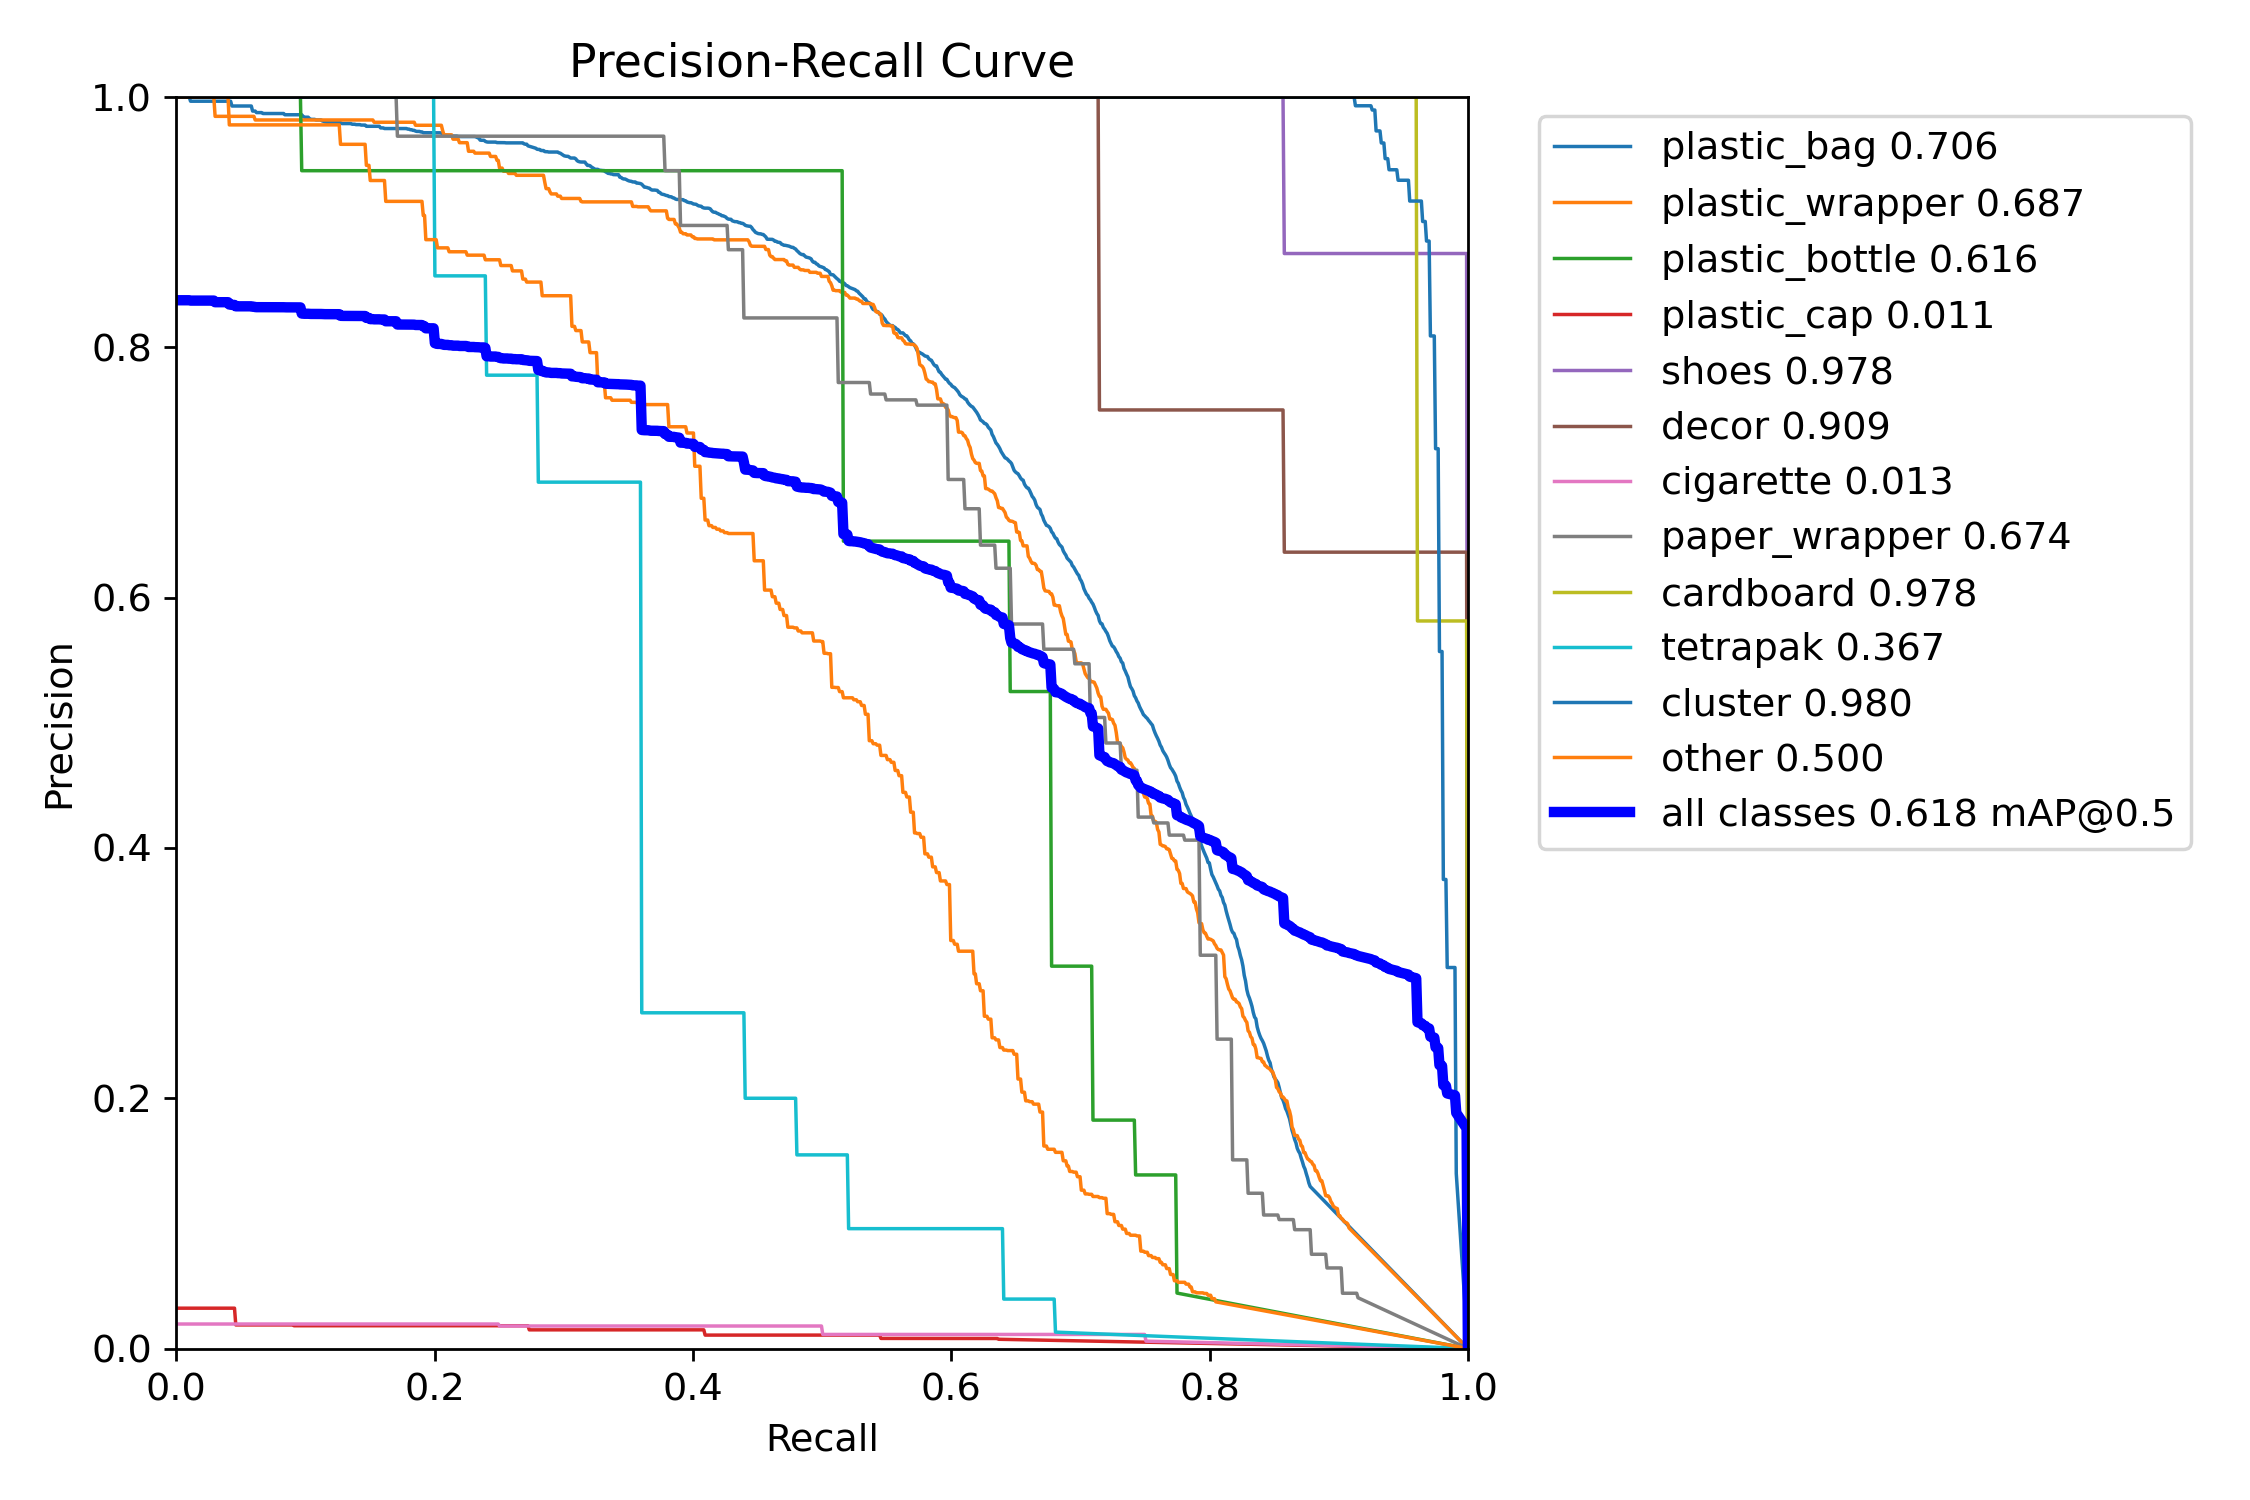 Precision-Recall Curve
1.0
0.8
0.6
0.4
0.2
0.0
Precision
0.0 0.2 0.4 0.6 0.8 1.0
Recall
plastic_bag 0.706
plastic_wrapper 0.687
plastic_bottle 0.616
plastic_cap 0.011
shoes 0.978
decor 0.909
cigarette 0.013
paper_wrapper 0.674
cardboard 0.978
tetrapak 0.367
cluster 0.980
other 0.500
all classes 0.618 mAP@0.5